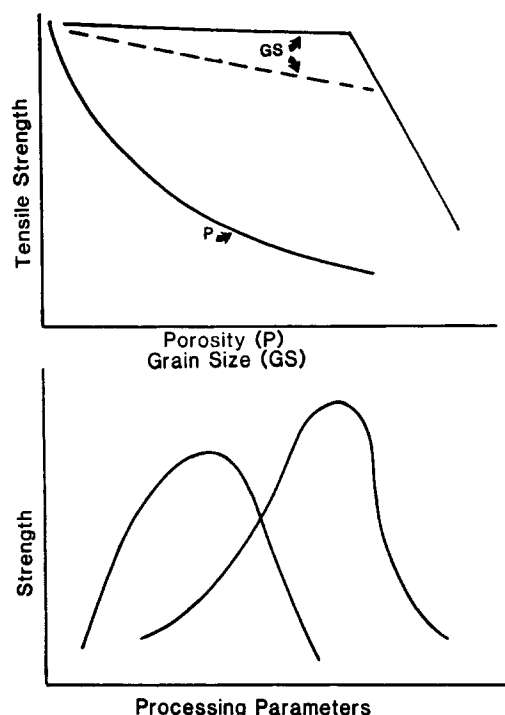 Tensile Strength
GS
P
Porosity (P)
Grain Size (GS)
Strength
Processing Parameters